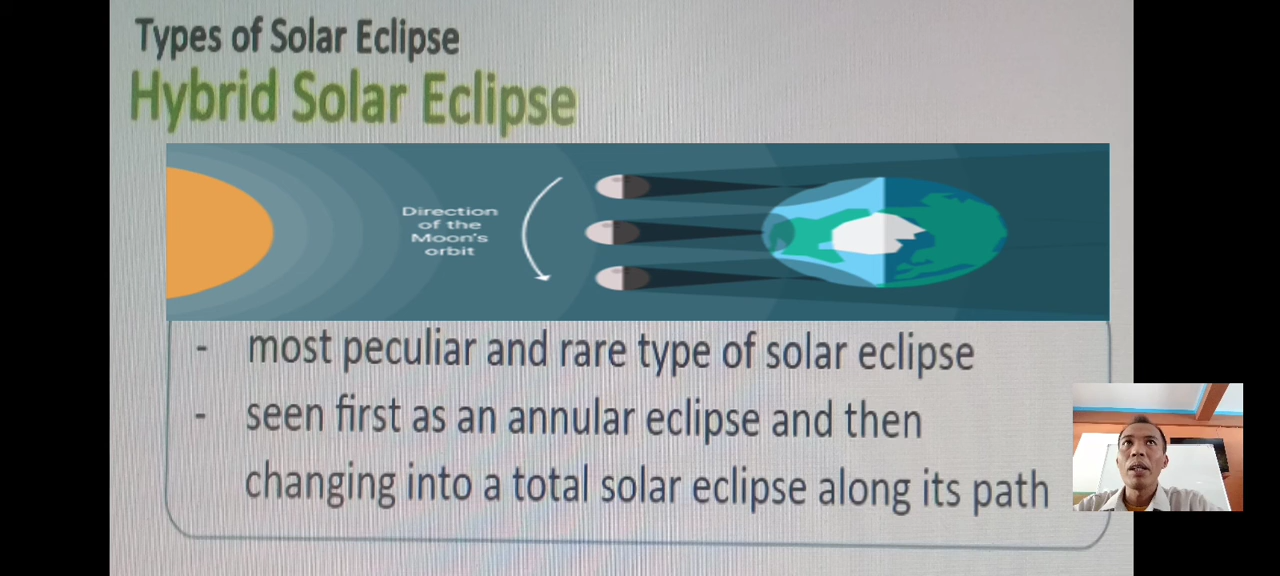 Types of Solar Eclipse
Hybrid Solar Eclipse
Direction
of the
Moon's
orbit
- most peculiar and rare type of solar eclipse
- seen first as an annular eclipse and then
changing into a total solar eclipse along its path